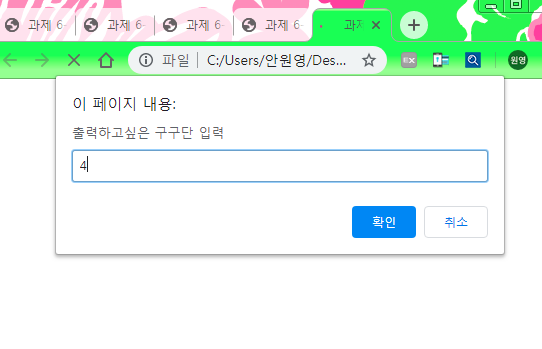 과제 6- 과제 6- 과제 6- 과제 6- 과제
파일 C:/Users/안원영/Des... 원영
이 페이지 내용:
출력하고싶은 구구단 입력
4
확인 취소